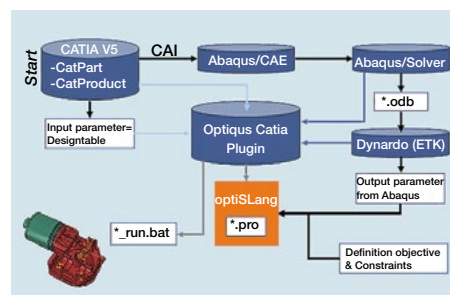 Start
CATIA V5
-CatPart
-CatProduct
CAI
Abaqus/CAE
Abaqus/Solver
*.odb
Input parameter=
Designtable
Optiqus Catia
Plugin
Dynardo (ETK)
optiSLang
*.pro
Output parameter
from Abaqus
*_run.bat
Definition objective
& Constraints